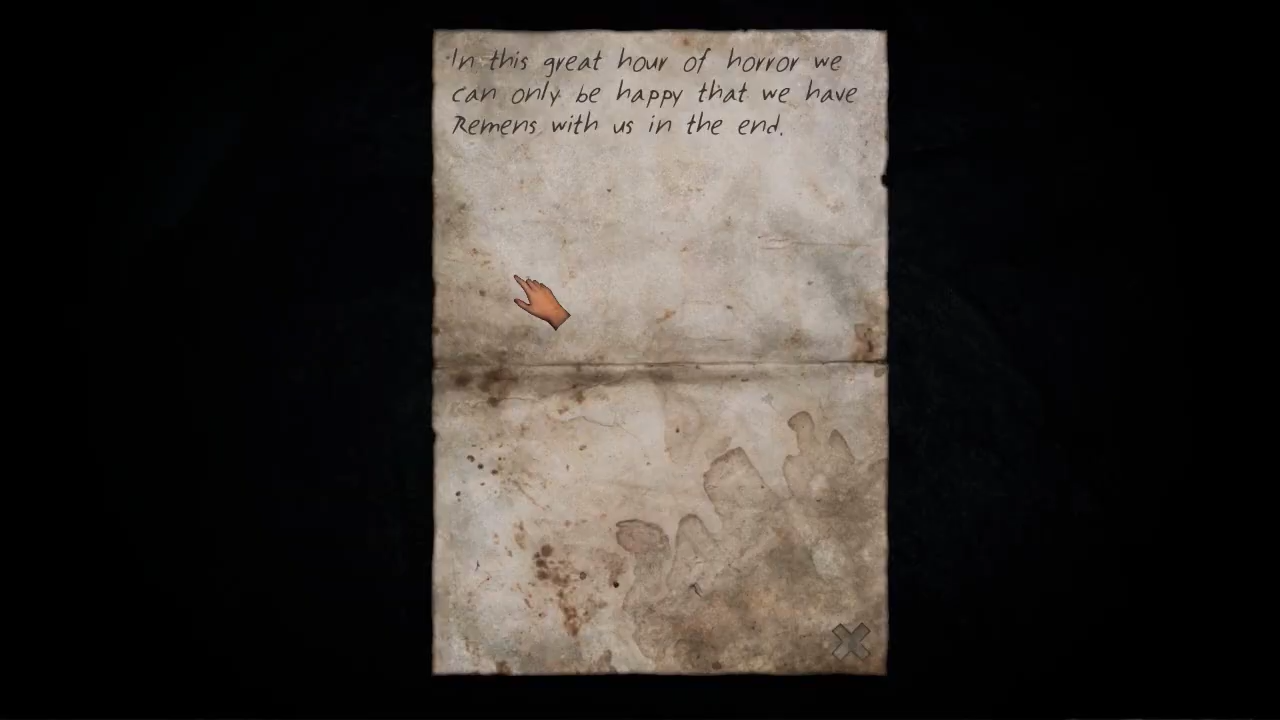 In this great hour of horror we
can only be happy that we have
Remens with us in the end.